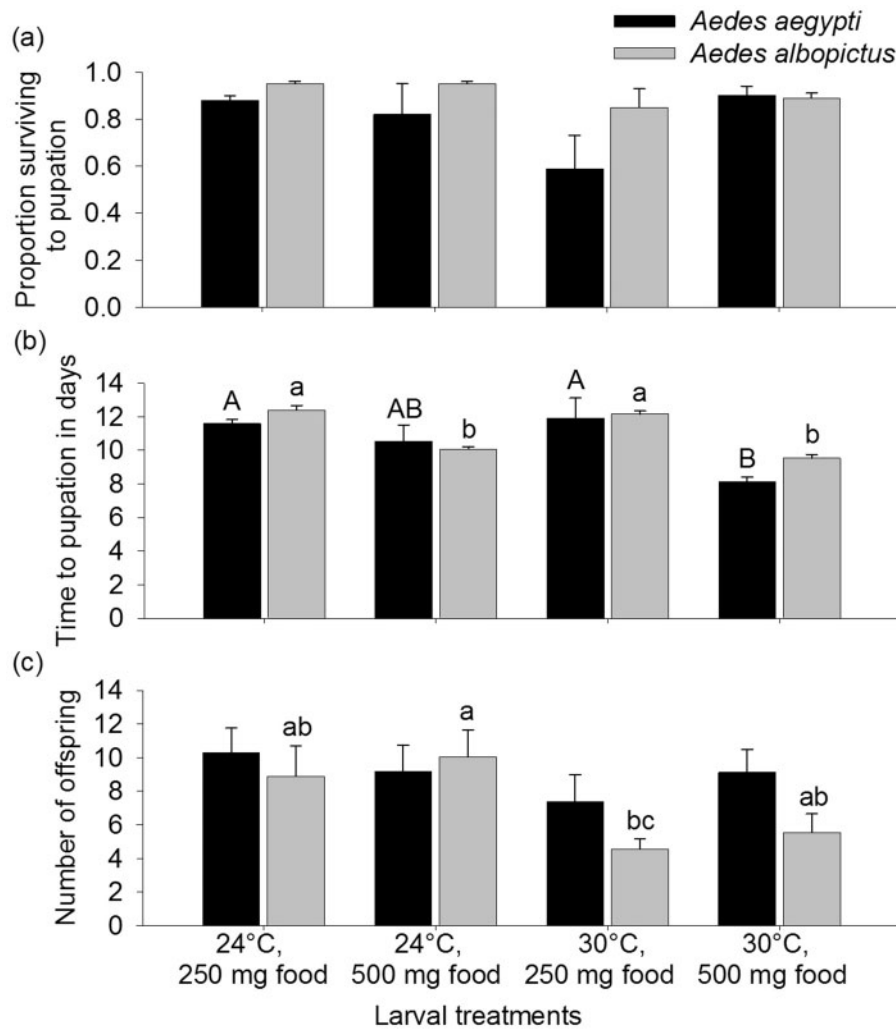 Aedes aegypti
Aedes albopictus
(a)
Proportion surviving
to pupation
1.0
0.8
0.6
0.4
0.2
0.0
(b)
Time to pupation in days
14
12
10
8
6
4
2
0
A
a
AB
b
A
a
B
b
(c)
Number of offspring
14
12
10
8
6
4
2
0
ab
a
bc
ab
24°C,
250 mg food
24°C,
500 mg food
30°C,
250 mg food
30°C,
500 mg food
Larval treatments